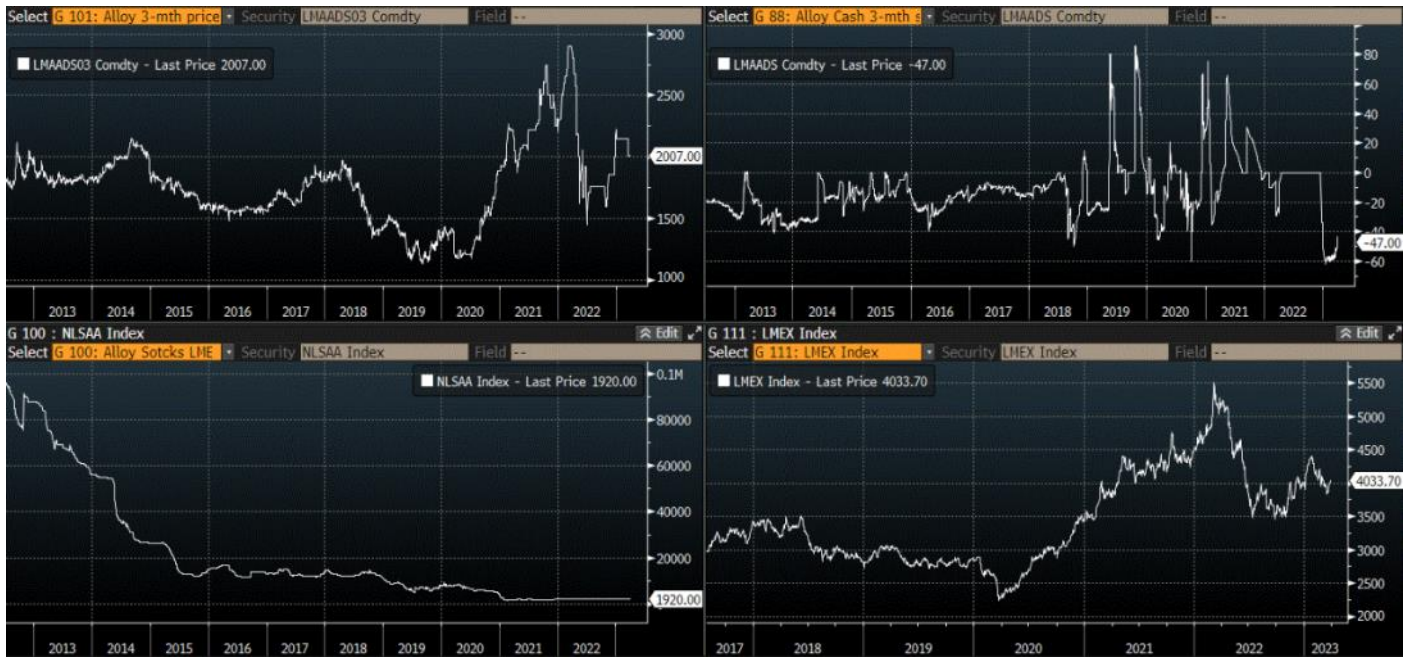 Select G 101: Alloy 3-mth price Security LMAADS03 Comdty Field --
LMAADS03 Comdty - Last Price 2007.00
3000
2500
2007.00
1500
1000
2013 2014 2015 2016 2017 2018 2019 2020 2021 2022
Select G 88: Alloy Cash 3-mth s Security LMAADS Comdty Field --
LMAADS Comdty - Last Price -47.00
80
60
40
20
0
-20
-40
-47.00
-60
2013 2014 2015 2016 2017 2018 2019 2020 2021 2022
G 100 : NLSAA Index Edit
Select G 100: Alloy Sotcks LME Security NLSAA Index Field --
NLSAA Index - Last Price 1920.00
0.1M
80000
60000
40000
20000
1920.00
2013 2014 2015 2016 2017 2018 2019 2020 2021 2022
G 111 : LMEX Index Edit
Select G 111: LMEX Index Security LMEX Index Field --
LMEX Index - Last Price 4033.70
5500
5000
4500
4033.70
3500
3000
2500
2000
2017 2018 2019 2020 2021 2022 2023